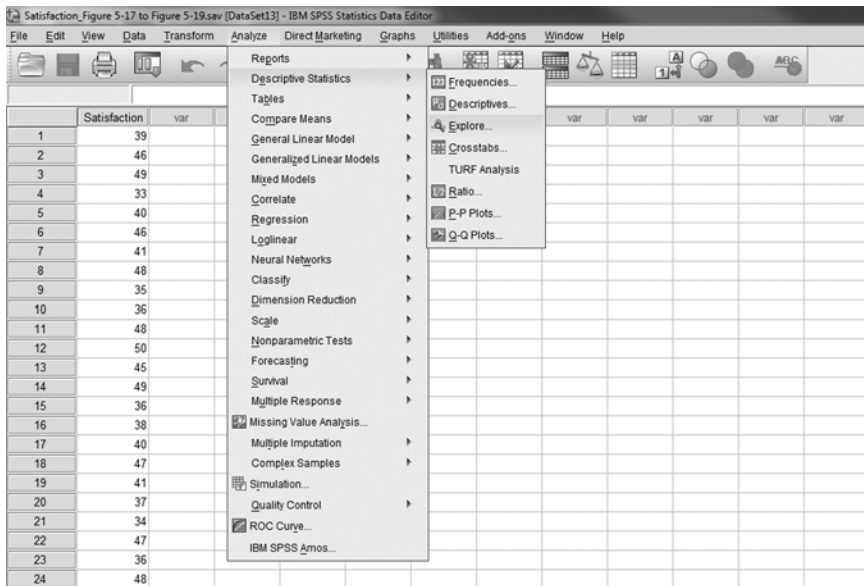 Satisfaction_Figure 5-17 to Figure 5-19.sav [DataSet13] - IBM SPSS Statistics Data Editor
File Edit View Data Transform Analyze Direct Marketing Graphs Utilities Add-ons Window Help
Satisfaction var var var var var var
1 39
2 46
3 49
4 33
5 40
6 46
7 41
8 48
9 35
10 36
11 48
12 50
13 45
14 49
15 36
16 38
17 40
18 47
19 41
20 37
21 34
22 47
23 36
24 48
Reports
Descriptive Statistics
Tables
Compare Means
General Linear Model
Generalized Linear Models
Mixed Models
Correlate
Regression
Loglinear
Neural Networks
Classify
Dimension Reduction
Scale
Nonparametric Tests
Forecasting
Survival
Multiple Response
Missing Value Analysis...
Multiple Imputation
Complex Samples
Simulation...
Quality Control
ROC Curve...
IBM SPSS Amos...
Frequencies...
Descriptives...
Explore...
Crosstabs...
TURF Analysis
Ratio...
P-P Plots...
Q-Q Plots...